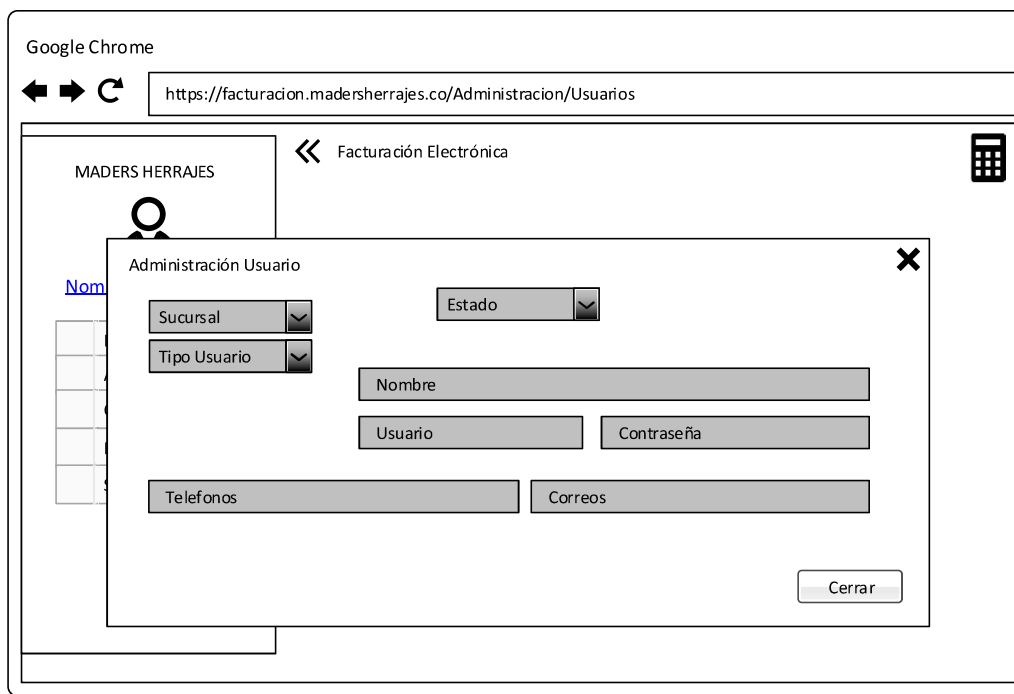 Google Chrome
https://facturacion.madersherrajes.co/Administracion/Usuarios
MADERS HERRAJES
Facturación Electrónica
Administración Usuario
Sucursal
Estado
Tipo Usuario
Nombre
Usuario
Contraseña
Telefonos
Correos
Cerrar